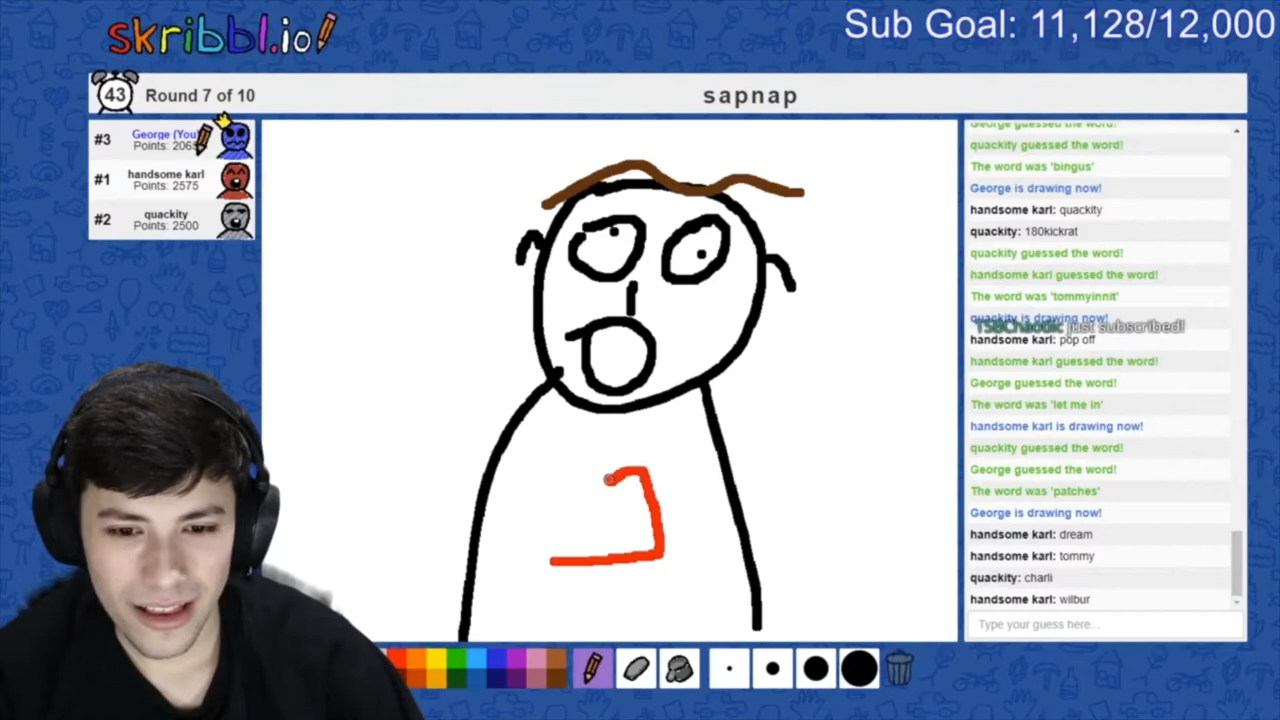 skribbl.io
Sub Goal: 11,128/12,000
43
Round 7 of 10
sapnap
#3
George (You)
Points: 2065
#1
handsome karl
Points: 2575
#2
quackity
Points: 2500
George guessed the word!
quackity guessed the word!
The word was 'bingus'
George is drawing now!
handsome karl: quackity
quackity: 180kickrat
quackity guessed the word!
handsome karl guessed the word!
The word was 'tommyinnit'
quackity is drawing now!
just subscribed!
handsome karl: pop off
handsome karl guessed the word!
George guessed the word!
The word was 'let me in'
handsome karl is drawing now!
quackity guessed the word!
George guessed the word!
The word was 'patches'
George is drawing now!
handsome karl: dream
handsome karl: tommy
quackity: charli
handsome karl: wilbur
Type your guess here...